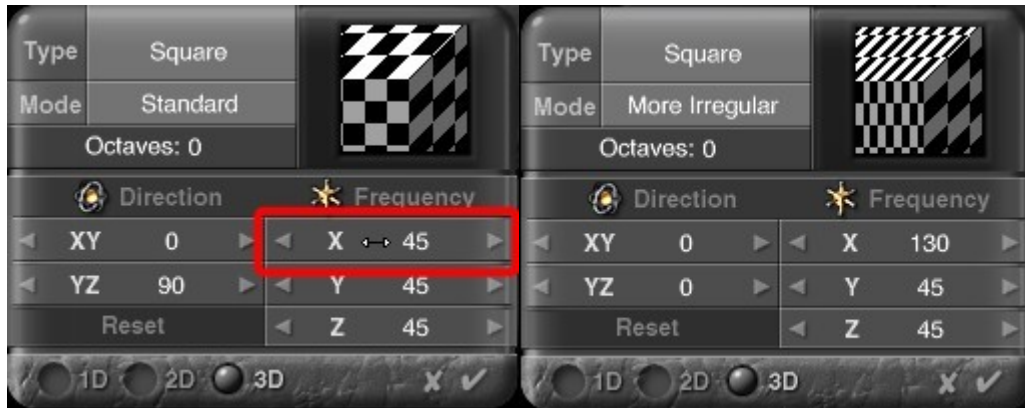 Type Square
Mode Standard
Octaves: 0
Direction Frequency
XY 0 X 45
YZ 90 Y 45
Reset Z 45
1D 2D 3D
Type Square
Mode More Irregular
Octaves: 0
Direction Frequency
XY 0 X 130
YZ 0 Y 45
Reset Z 45
1D 2D 3D